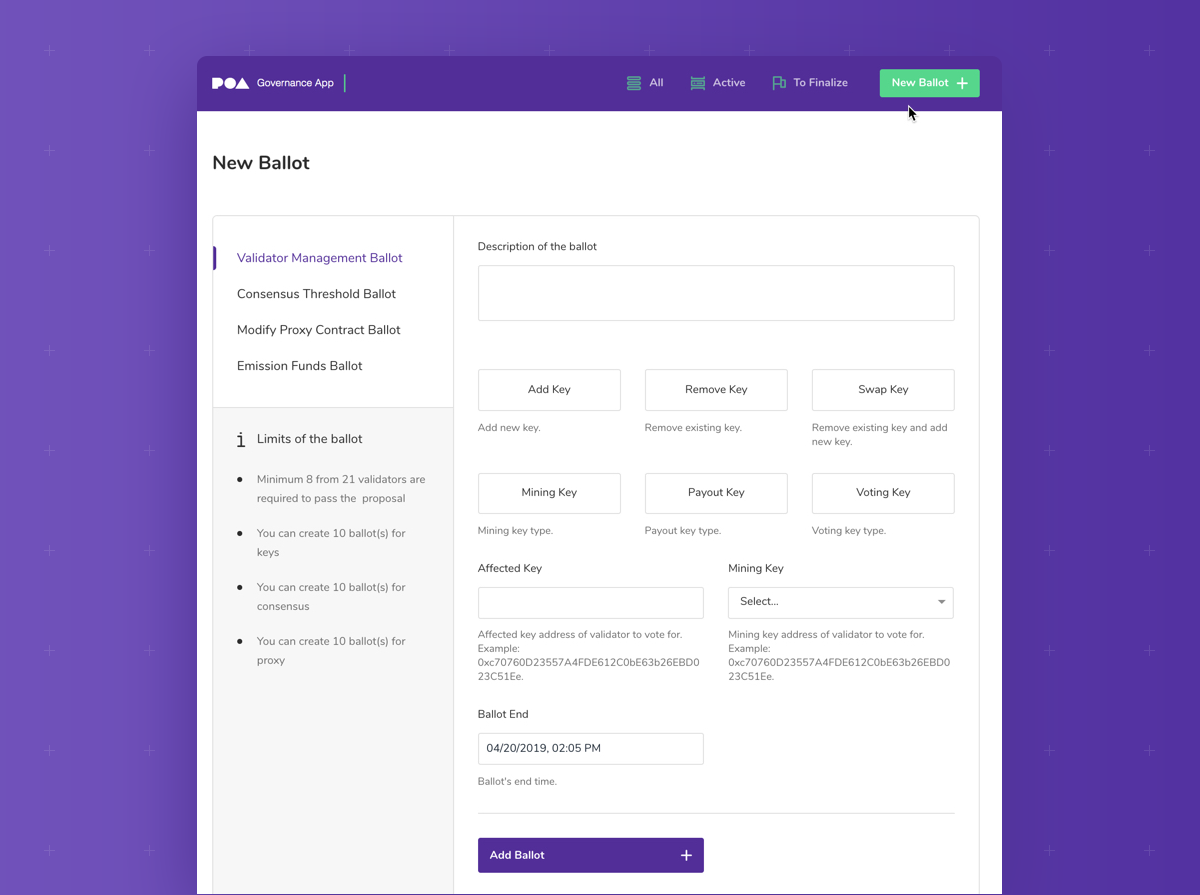 POA Governance App All Active To Finalize New Ballot
New Ballot
Validator Management Ballot
Consensus Threshold Ballot
Modify Proxy Contract Ballot
Emission Funds Ballot
Limits of the ballot
Minimum 8 from 21 validators are
required to pass the proposal
You can create 10 ballot(s) for
keys
You can create 10 ballot(s) for
consensus
You can create 10 ballot(s) for
proxy
Description of the ballot
Add Key Remove Key Swap Key
Add new key. Remove existing key. Remove existing key and add
new key.
Mining Key Payout Key Voting Key
Mining key type. Payout key type. Voting key type.
Affected Key
Affected key address of validator to vote for.
Example:
0xc70760D23557A4FDE612C0bE63b26EBD0
23C51Ee.
Mining Key
Select...
Mining key address of validator to vote for.
Example:
0xc70760D23557A4FDE612C0bE63b26EBD0
23C51Ee.
Ballot End
04/20/2019, 02:05 PM
Ballot's end time.
Add Ballot